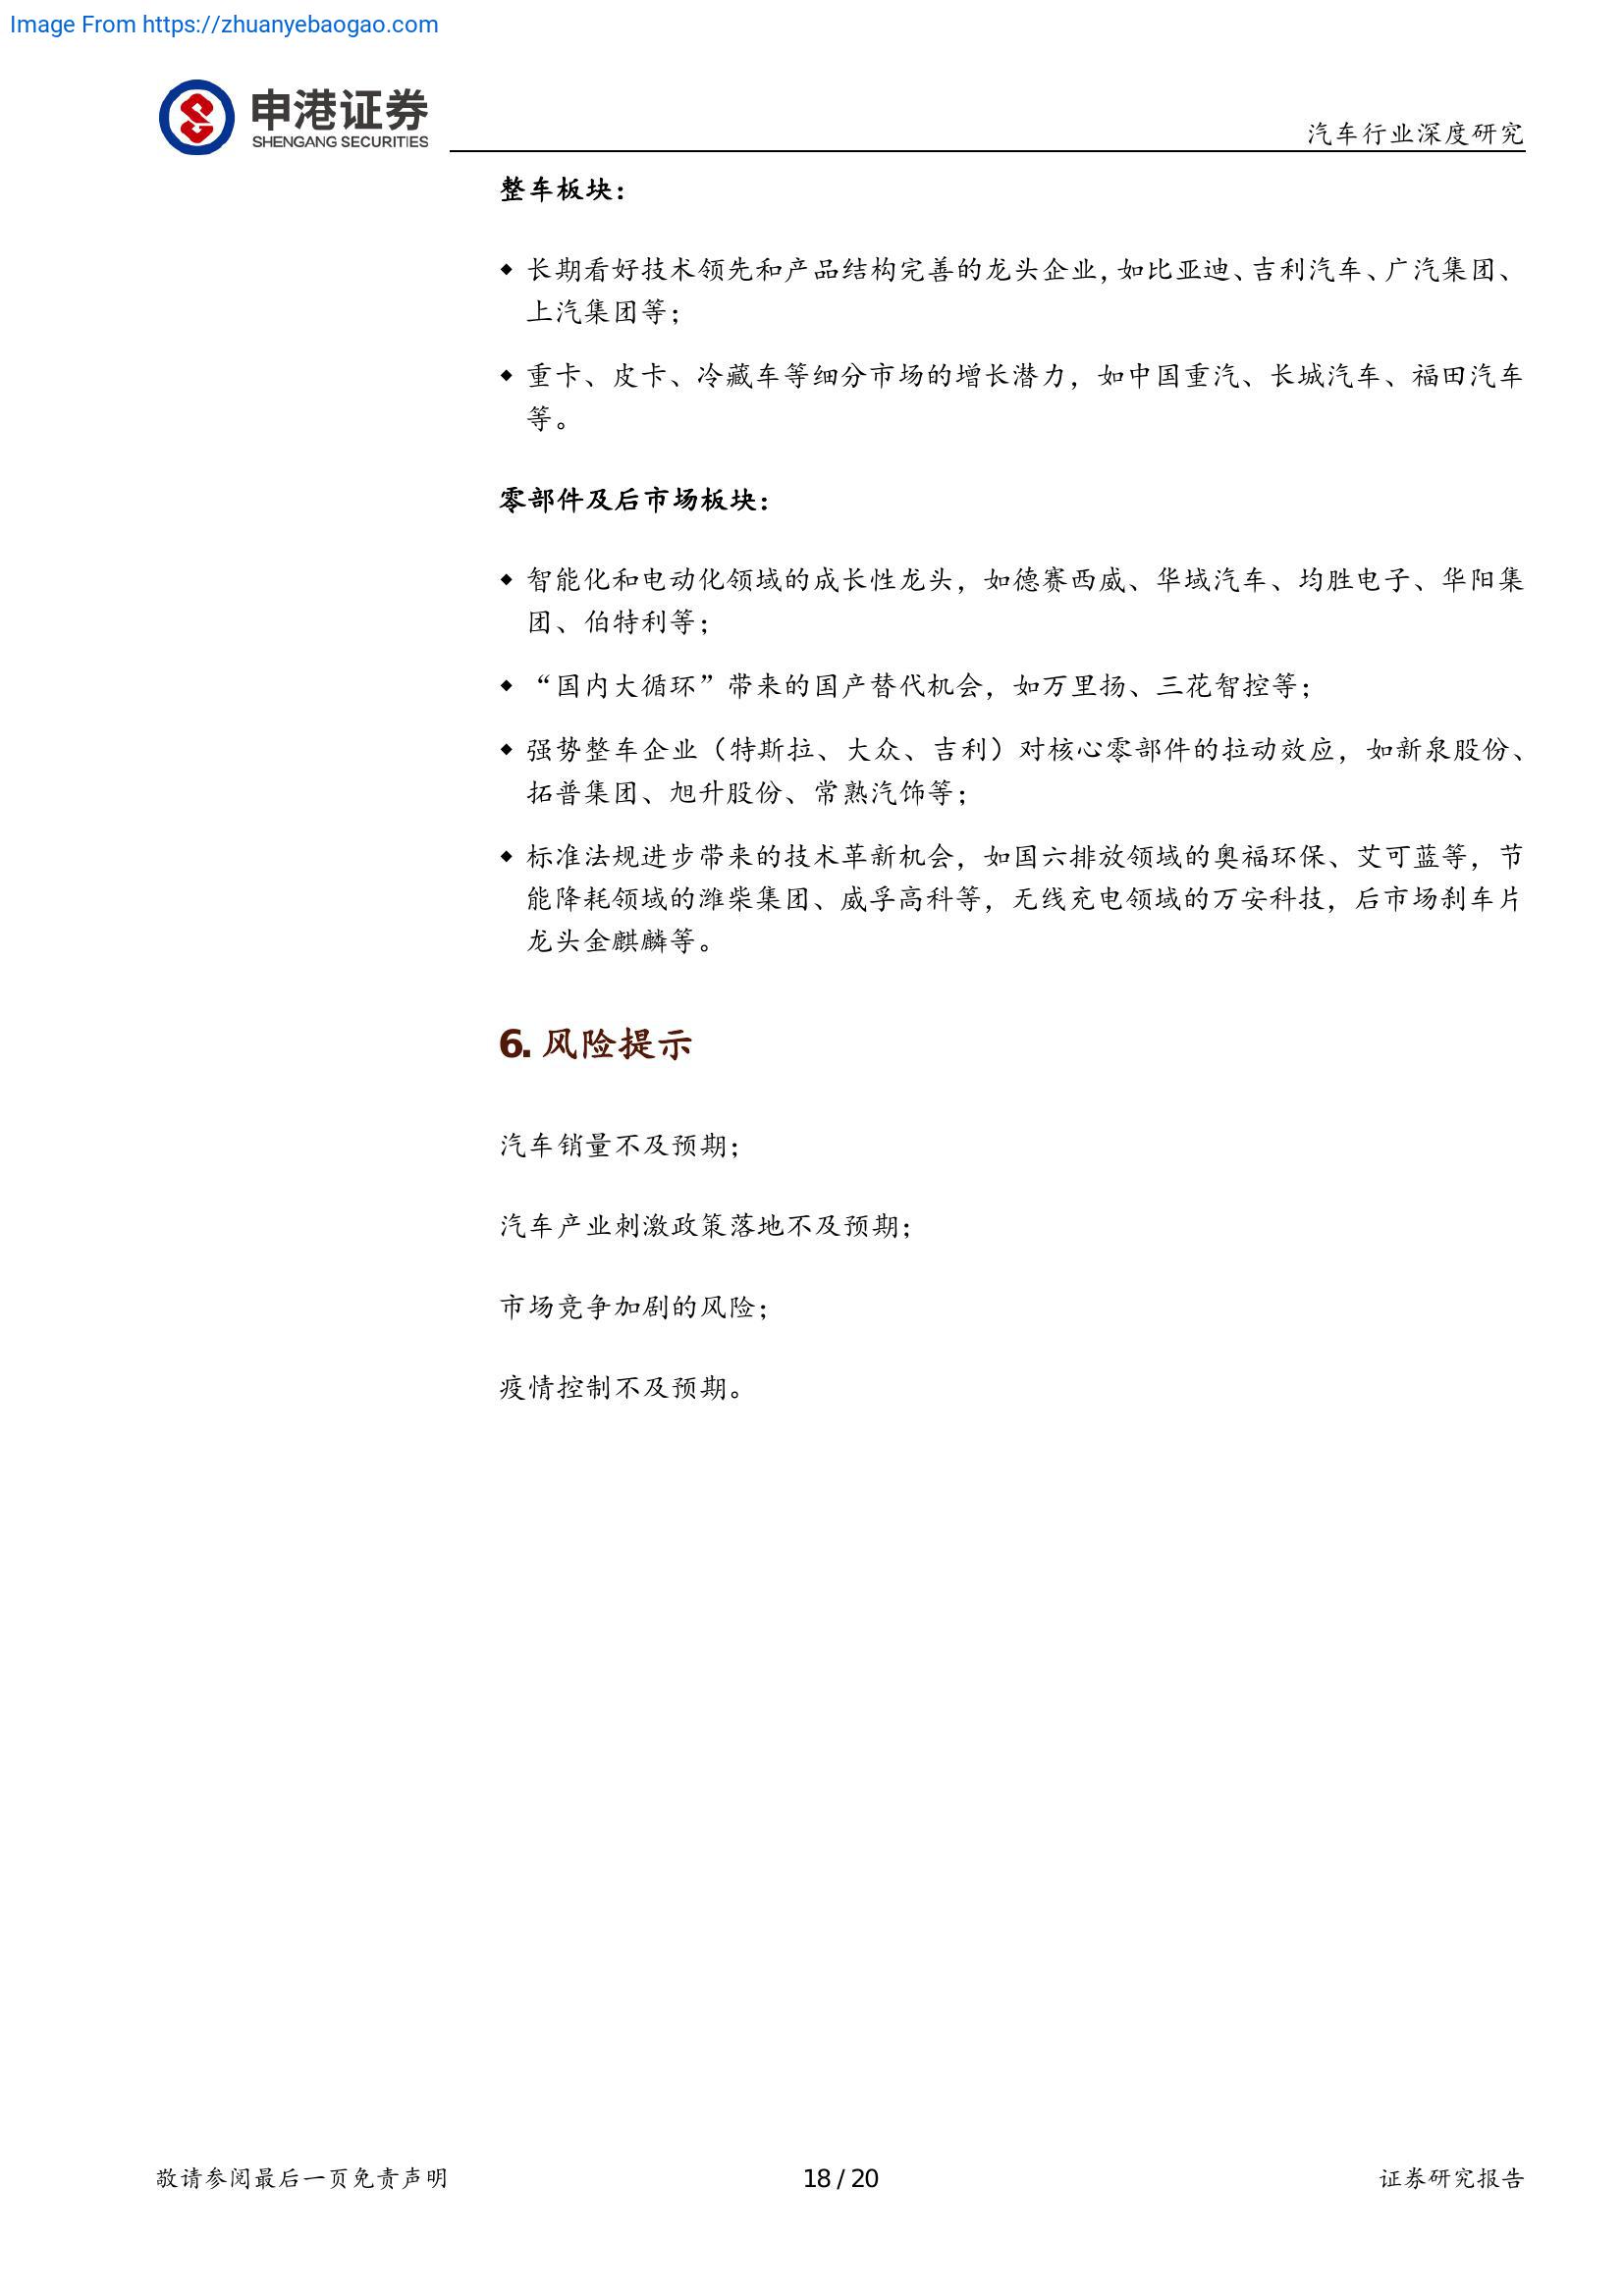 Image From https://zhuanyebaogao.com
申港证券
SHENGANG SECURITIES
汽车行业深度研究
整车板块：
◆ 长期看好技术领先和产品结构完善的龙头企业，如比亚迪、吉利汽车、广汽集团、
上汽集团等；
◆ 重卡、皮卡、冷藏车等细分市场的增长潜力，如中国重汽、长城汽车、福田汽车
等。
零部件及后市场板块：
◆ 智能化和电动化领域的成长性龙头，如德赛西威、华域汽车、均胜电子、华阳集
团、伯特利等；
◆ “国内大循环”带来的国产替代机会，如万里扬、三花智控等；
◆ 强势整车企业（特斯拉、大众、吉利）对核心零部件的拉动效应，如新泉股份、
拓普集团、旭升股份、常熟汽饰等；
◆ 标准法规进步带来的技术革新机会，如国六排放领域的奥福环保、艾可蓝等，节
能降耗领域的潍柴集团、威孚高科等，无线充电领域的万安科技，后市场刹车片
龙头金麒麟等。
6. 风险提示
汽车销量不及预期；
汽车产业刺激政策落地不及预期；
市场竞争加剧的风险；
疫情控制不及预期。
敬请参阅最后一页免责声明
18 / 20
证券研究报告